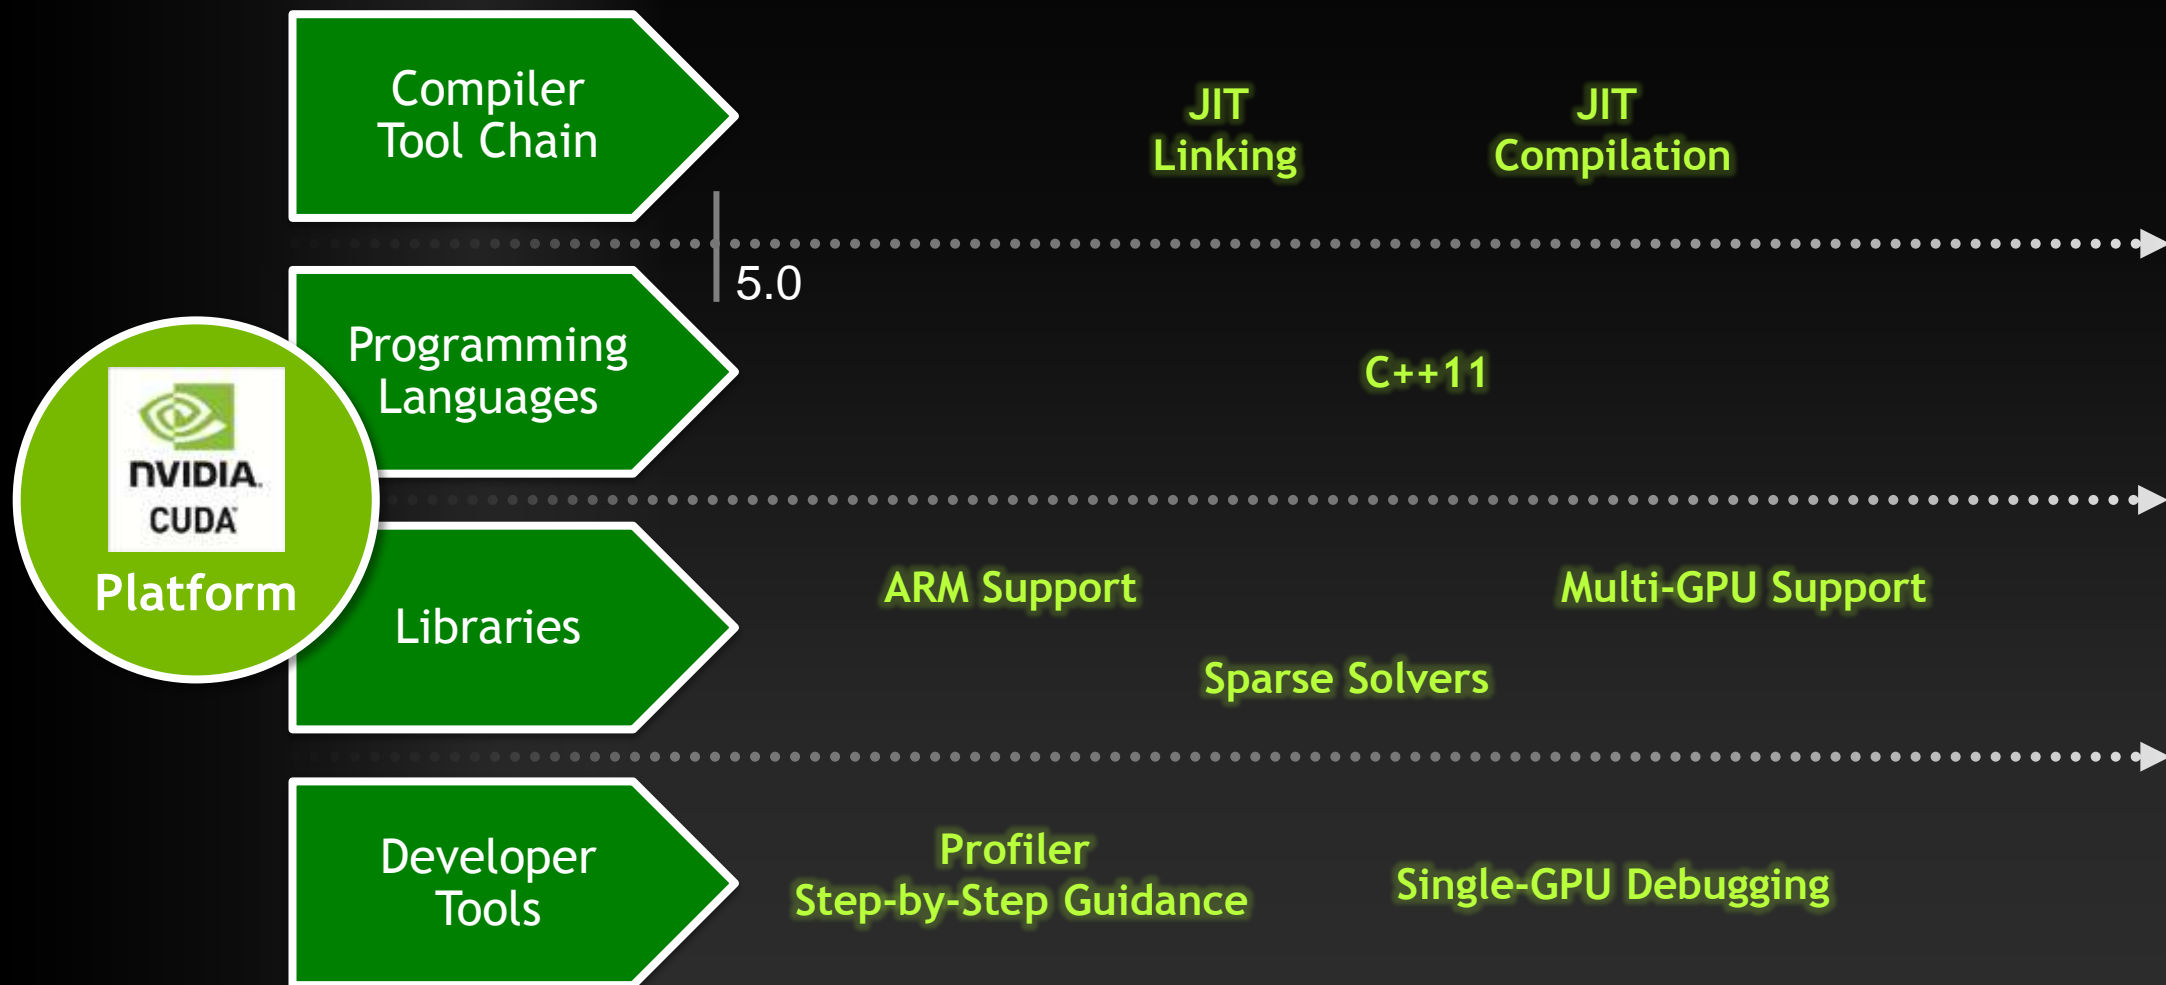 Compiler
Tool Chain
JIT
Linking
JIT
Compilation
5.0
Programming
Languages
C++11
NVIDIA.
CUDA
Platform
Libraries
ARM Support
Multi-GPU Support
Sparse Solvers
Developer
Tools
Profiler
Step-by-Step Guidance
Single-GPU Debugging